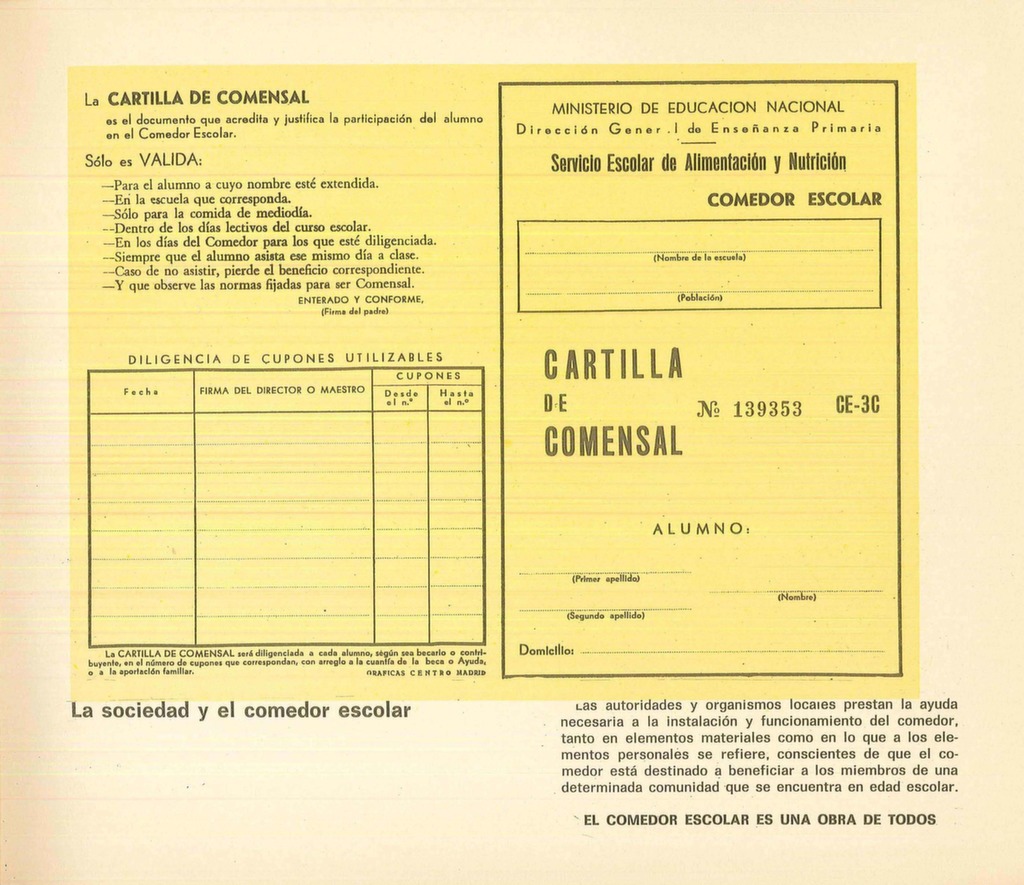 La CARTILLA DE COMENSAL
es el documento que acredita y justifica la participación del alumno
en el Comedor Escolar.
Sólo es VALIDA:
—Para el alumno a cuyo nombre esté extendida.
—En la escuela que corresponda.
—Sólo para la comida de mediodía.
—Dentro de los días lectivos del curso escolar.
—En los días del Comedor para los que esté diligenciada.
—Siempre que el alumno asista ese mismo día a clase.
—Caso de no asistir, pierde el beneficio correspondiente.
—Y que observe las normas fijadas para ser Comensal.
ENTERADO Y CONFORME,
(Firma del padre)
DILIGENCIA DE CUPONES UTILIZABLES
Fecha
FIRMA DEL DIRECTOR O MAESTRO
CUPONES
Desde el n.º
Hasta el n.º
La CARTILLA DE COMENSAL será diligenciada a cada alumno, según sea becario o contri-
buyente, en el número de cupones que correspondan, con arreglo a la cuantía de la beca o Ayuda,
o a la aportación familiar.
GRAFICAS CENTRO MADRID
MINISTERIO DE EDUCACION NACIONAL
Dirección Gener.l de Enseñanza Primaria
Servicio Escolar de Alimentación y Nutrición
COMEDOR ESCOLAR
(Nombre de la escuela)
(Población)
CARTILLA
DE
COMENSAL
Nº 139353
CE-3C
ALUMNO:
(Primer apellido)
(Nombre)
(Segundo apellido)
Domicilio:
La sociedad y el comedor escolar
Las autoridades y organismos locales prestan la ayuda
necesaria a la instalación y funcionamiento del comedor,
tanto en elementos materiales como en lo que a los ele-
mentos personales se refiere, conscientes de que el co-
medor está destinado a beneficiar a los miembros de una
determinada comunidad que se encuentra en edad escolar.
EL COMEDOR ESCOLAR ES UNA OBRA DE TODOS